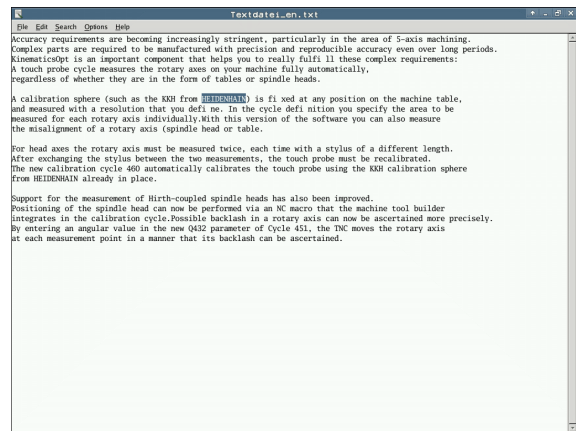 Textdatei_en.txt
File Edit Search Options Help
Accuracy requirements are becoming increasingly stringent, particularly in the area of 5-axis machining.
Complex parts are required to be manufactured with precision and reproducible accuracy even over long periods.
KinematicsOpt is an important component that helps you to really fulfi ll these complex requirements:
A touch probe cycle measures the rotary axes on your machine fully automatically,
regardless of whether they are in the form of tables or spindle heads.
A calibration sphere (such as the KKH from HEIDENHAIN) is fi xed at any position on the machine table,
and measured with a resolution that you defi ne. In the cycle defi nition you specify the area to be
measured for each rotary axis individually.With this version of the software you can also measure
the misalignment of a rotary axis (spindle head or table.
For head axes the rotary axis must be measured twice, each time with a stylus of a different length.
After exchanging the stylus between the two measurements, the touch probe must be recalibrated.
The new calibration cycle 460 automatically calibrates the touch probe using the KKH calibration sphere
from HEIDENHAIN already in place.
Support for the measurement of Hirth-coupled spindle heads has also been improved.
Positioning of the spindle head can now be performed via an NC macro that the machine tool builder
integrates in the calibration cycle.Possible backlash in a rotary axis can now be ascertained more precisely.
By entering an angular value in the new Q432 parameter of Cycle 451, the TNC moves the rotary axis
at each measurement point in a manner that its backlash can be ascertained.